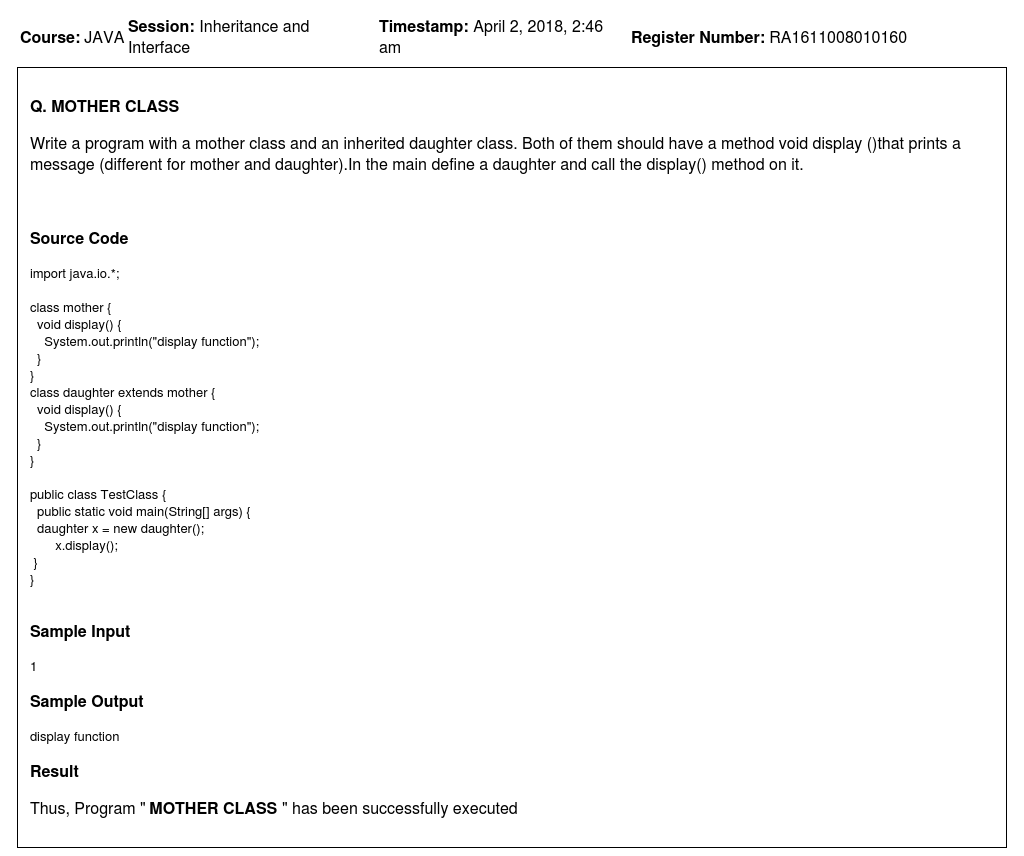 Course: JAVA Session: Inheritance and Interface Timestamp: April 2, 2018, 2:46 am Register Number: RA1611008010160
Q. MOTHER CLASS
Write a program with a mother class and an inherited daughter class. Both of them should have a method void display ()that prints a
message (different for mother and daughter).In the main define a daughter and call the display() method on it.
Source Code
import java.io.*;
class mother {
  void display() {
    System.out.println("display function");
  }
}
class daughter extends mother {
  void display() {
    System.out.println("display function");
  }
}
public class TestClass {
  public static void main(String[] args) {
  daughter x = new daughter();
       x.display();
 }
}
Sample Input
1
Sample Output
display function
Result
Thus, Program " MOTHER CLASS " has been successfully executed